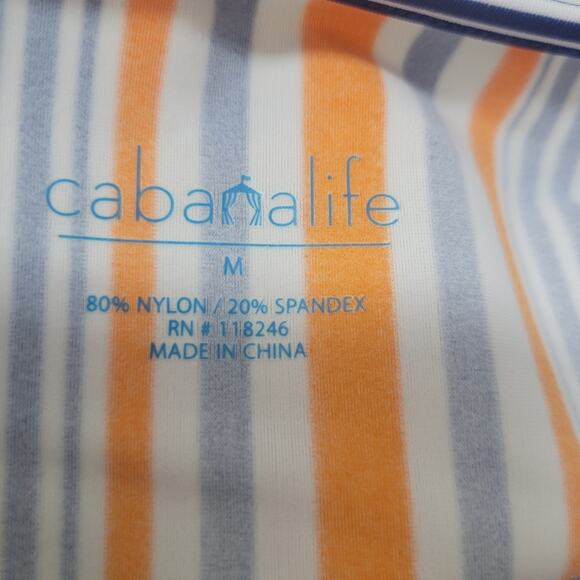 cabanalife
M
80% NYLON / 20% SPANDEX
RN # 118246
MADE IN CHINA